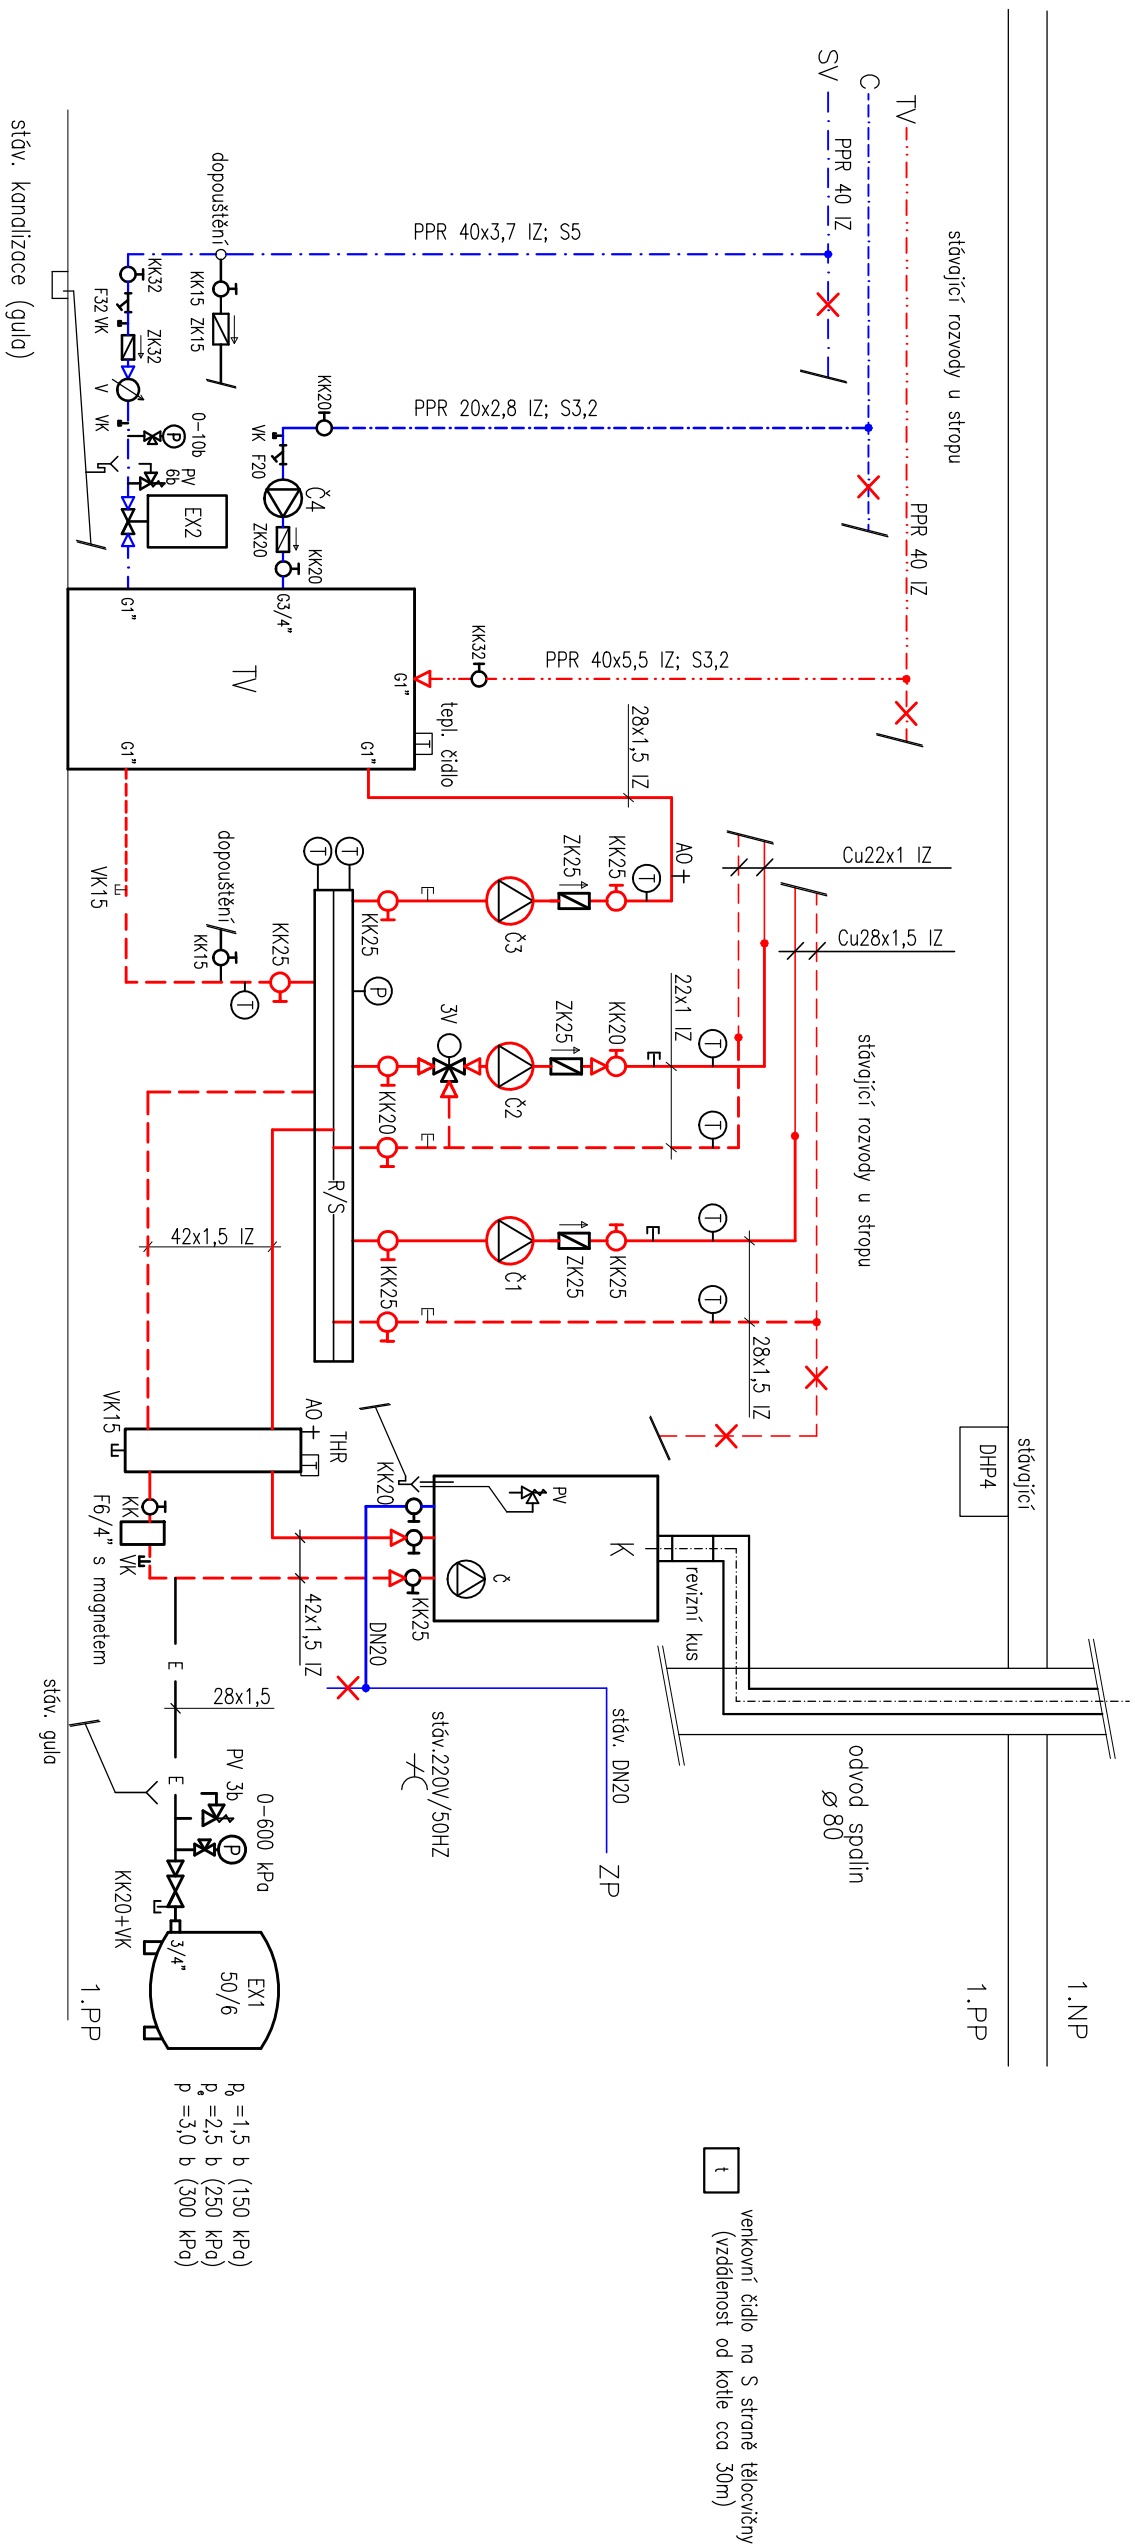 1.NP
1.PP
stávající
DHP4
stávající rozvody u stropu
TV
C
SV
PPR 40 IZ
PPR 40 IZ
PPR 40x3,7 IZ; S5
PPR 20x2,8 IZ; S3,2
PPR 40x5,5 IZ; S3,2
dopouštění
KK15 ZK15
KK32
F32
VK
ZK32
V
VK
0-10b
P
PV
6b
EX2
KK20
VK
F20
Č4
ZK20
KK20
KK32
G1"
G3/4"
G1"
G1"
G1"
TV
T
tepl. čidlo
28x1,5 IZ
Cu22x1 IZ
Cu28x1,5 IZ
stávající rozvody u stropu
AO
T
KK25
ZK25
Č3
KK25
T
T
P
22x1 IZ
T
T
KK20
ZK25
Č2
3V
KK20
R/S
T
T
KK25
ZK25
Č1
KK25
28x1,5 IZ
VK15
dopouštění
KK15
KK25
T
42x1,5 IZ
VK15
AO
THR
T
KK
F6/4" s magnetem
VK
42x1,5 IZ
KK20
KK25
PV
K
Č
revizní kus
DN20
stáv. DN20
ZP
stáv.220V/50HZ
odvod spalin
Ø80
28x1,5
E
E
stáv. gula
PV 3b
0-600 kPa
P
KK20+VK
3/4"
EX1
50/6
1.PP
stáv. kanalizace (gula)
p0 =1,5 b (150 kPa)
pe =2,5 b (250 kPa)
p =3,0 b (300 kPa)
t
venkovní čidlo na S straně tělocvičny
(vzdálenost od kotle cca 30m)